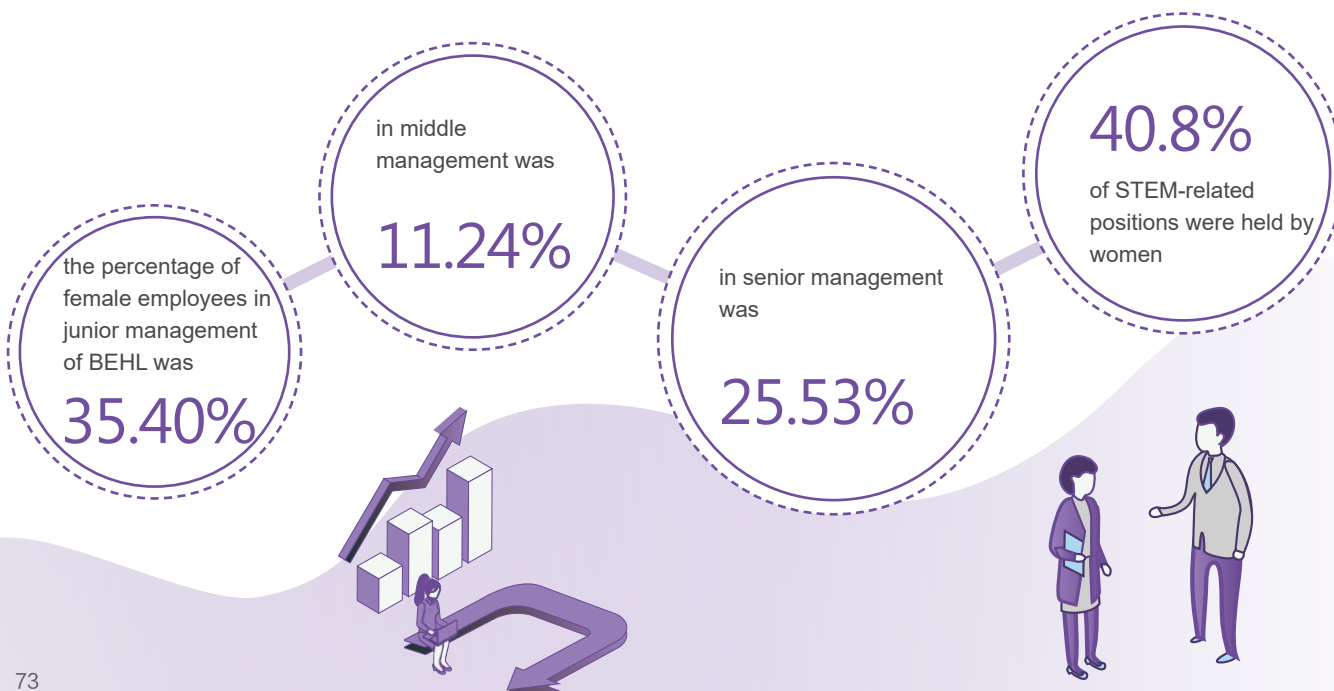 the percentage of
female employees in
junior management
of BEHL was
35.40%
in middle
management was
11.24%
in senior management
was
25.53%
40.8%
of STEM-related
positions were held by
women
73